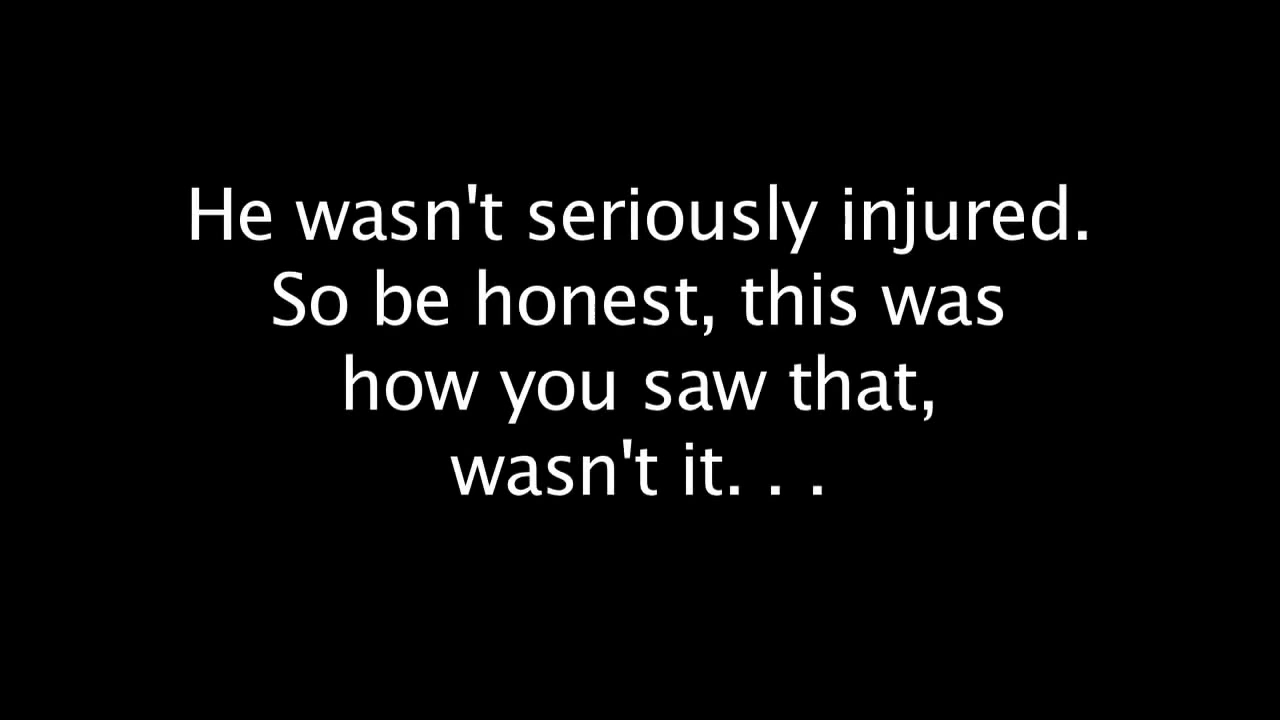 He wasn't seriously injured.
So be honest, this was
how you saw that,
wasn't it. . .